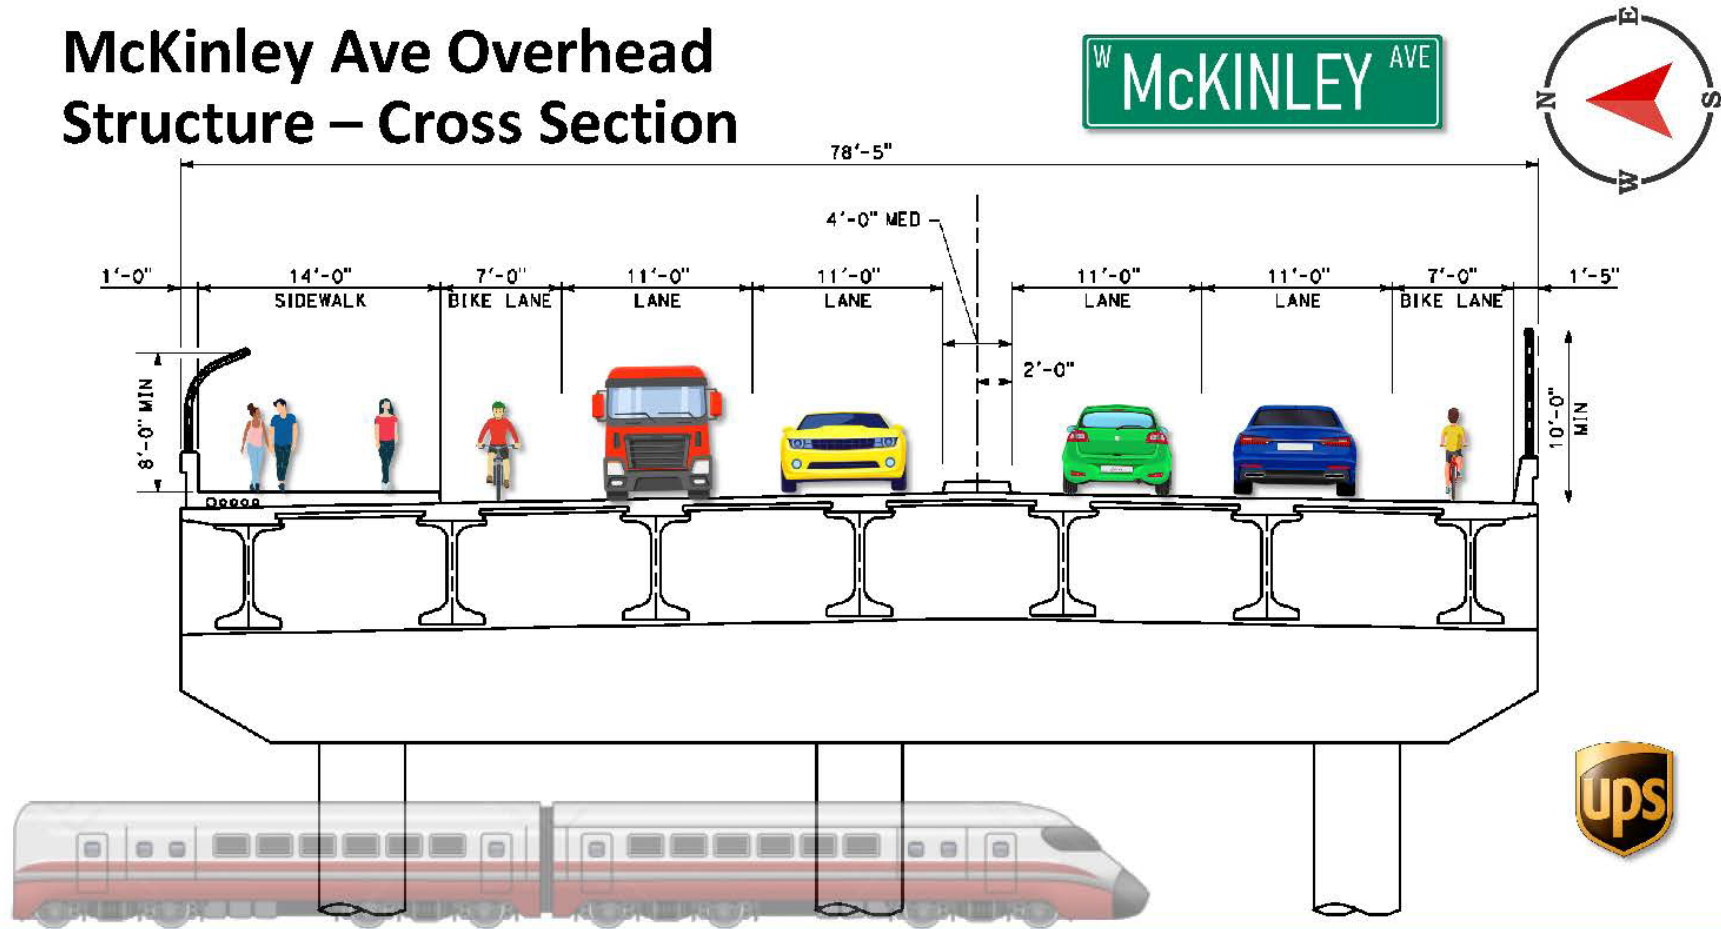 McKinley Ave Overhead
Structure – Cross Section
W McKINLEY AVE
E
N
S
W
78'-5"
4'-0" MED
1'-0"
14'-0"
SIDEWALK
7'-0"
BIKE LANE
11'-0"
LANE
11'-0"
LANE
11'-0"
LANE
11'-0"
LANE
7'-0"
BIKE LANE
1'-5"
2'-0"
8'-0" MIN
10'-0"
MIN
ups